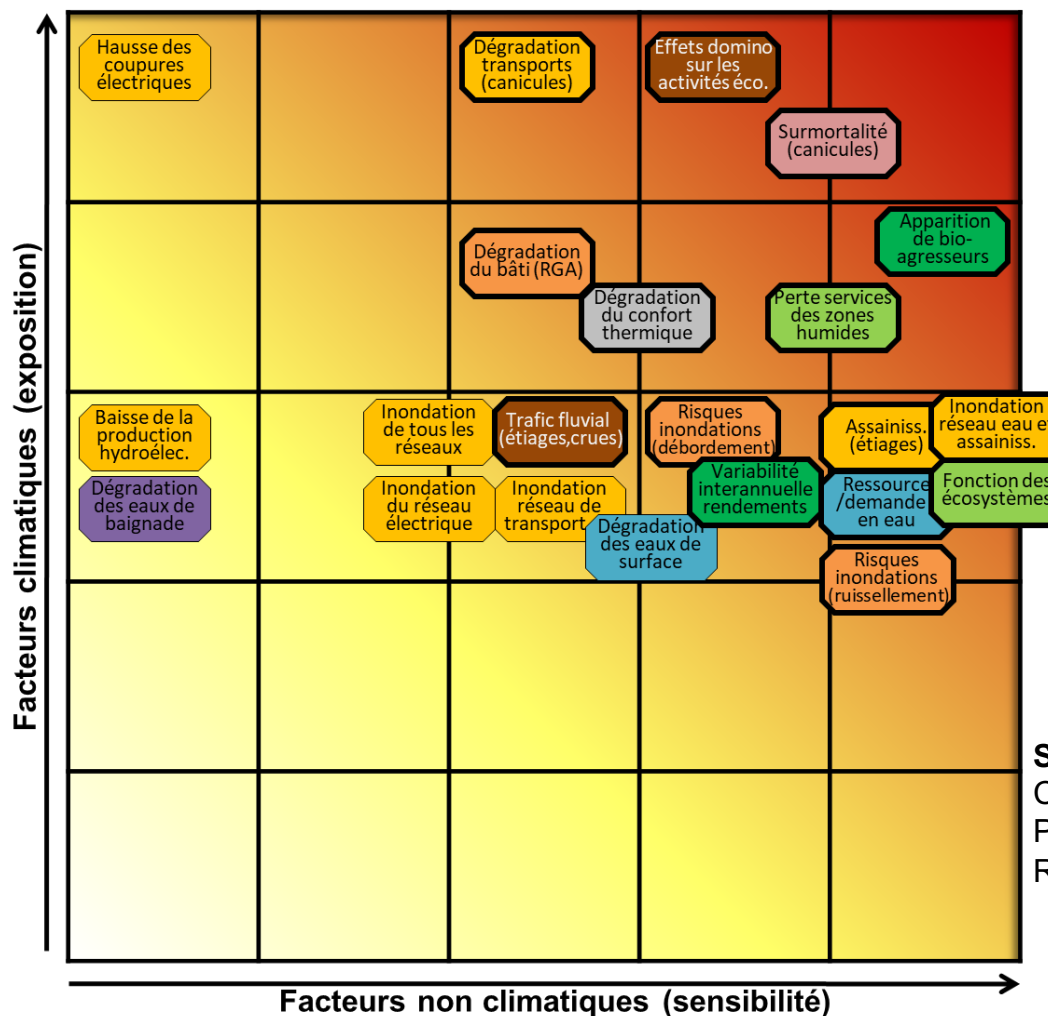 Facteurs climatiques (exposition)
Hausse des
coupures
électriques
Dégradation
transports
(canicules)
Effets domino
sur les
activités éco.
Surmortalité
(canicules)
Apparition
de bio-
agresseurs
Dégradation
du bâti (RGA)
Dégradation
du confort
thermique
Perte services
des zones
humides
Baisse de la
production
hydroélec.
Inondation
de tous les
réseaux
Trafic fluvial
(étiages,crues)
Risques
inondations
(débordement)
Assainiss.
(étiages)
Inondation
réseau eau et
assainiss.
Dégradation
des eaux de
baignade
Inondation
du réseau
électrique
Inondation
réseau de
transport
Variabilité
interannuelle
rendements
Ressource
/demande
en eau
Fonction des
écosystèmes
Dégradation
des eaux de
surface
Risques
inondations
(ruissellement)
S
C
P
R
Facteurs non climatiques (sensibilité)